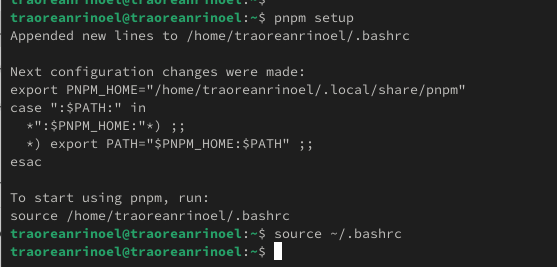 traoreanrinoel@traoreanrinoel:~$
traoreanrinoel@traoreanrinoel:~$ pnpm setup
Appended new lines to /home/traoreanrinoel/.bashrc

Next configuration changes were made:
export PNPM_HOME="/home/traoreanrinoel/.local/share/pnpm"
case ":$PATH:" in
  *":$PNPM_HOME:"*) ;;
  *) export PATH="$PNPM_HOME:$PATH" ;;
esac

To start using pnpm, run:
source /home/traoreanrinoel/.bashrc
traoreanrinoel@traoreanrinoel:~$ source ~/.bashrc
traoreanrinoel@traoreanrinoel:~$